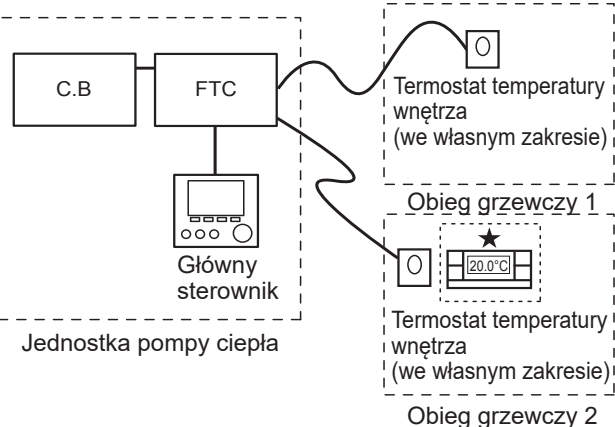 C.B
FTC
Główny
sterownik
Jednostka pompy ciepła
Termostat temperatury
wnętrza
(we własnym zakresie)
Obieg grzewczy 1
20.0°C
Termostat temperatury
wnętrza
(we własnym zakresie)
Obieg grzewczy 2